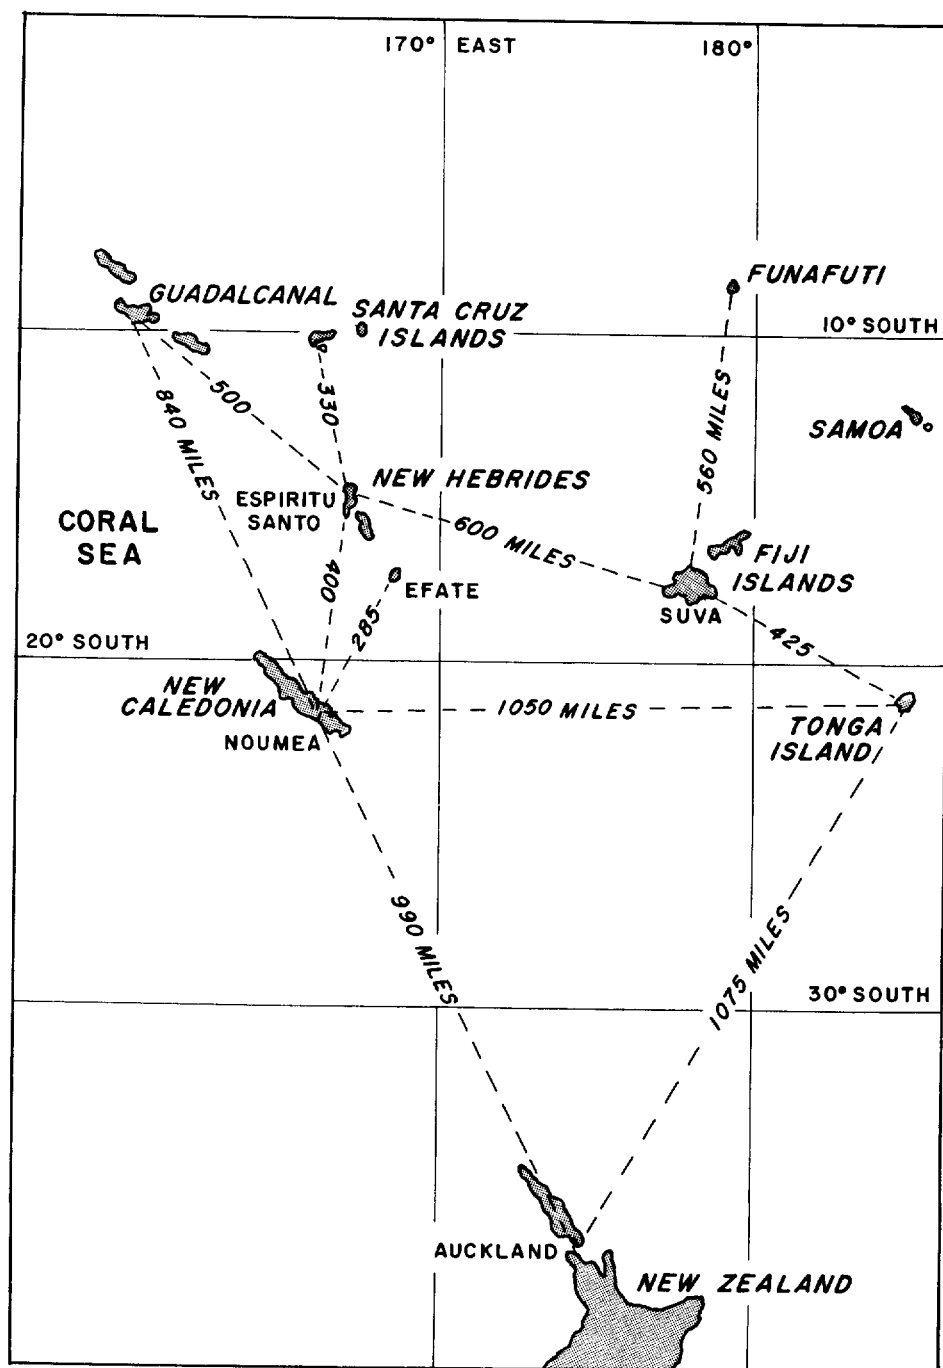 170° EAST
180°
FUNAFUTI
GUADALCANAL
SANTA CRUZ
ISLANDS
10° SOUTH
840 MILES
500
330
560 MILES
SAMOA
NEW HEBRIDES
ESPIRITU
SANTO
CORAL
SEA
600 MILES
FIJI
ISLANDS
400
285
EFATE
SUVA
20° SOUTH
425
NEW
CALEDONIA
1050 MILES
NOUMEA
TONGA
ISLAND
990 MILES
1075 MILES
30° SOUTH
AUCKLAND
NEW ZEALAND